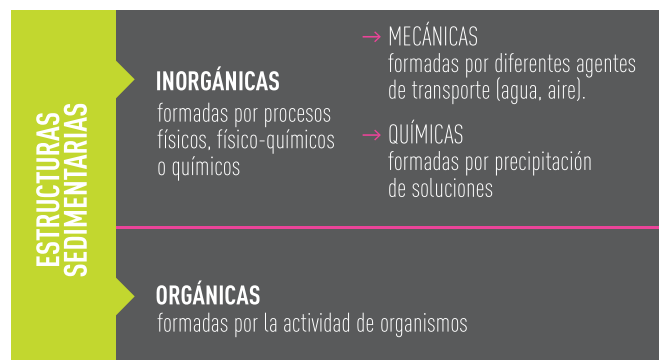 ESTRUCTURAS
SEDIMENTARIAS
INORGÁNICAS
formadas por procesos
físicos, físico-químicos
o químicos
→ MECÁNICAS
formadas por diferentes agentes
de transporte (agua, aire).
→ QUÍMICAS
formadas por precipitación
de soluciones
ORGÁNICAS
formadas por la actividad de organismos